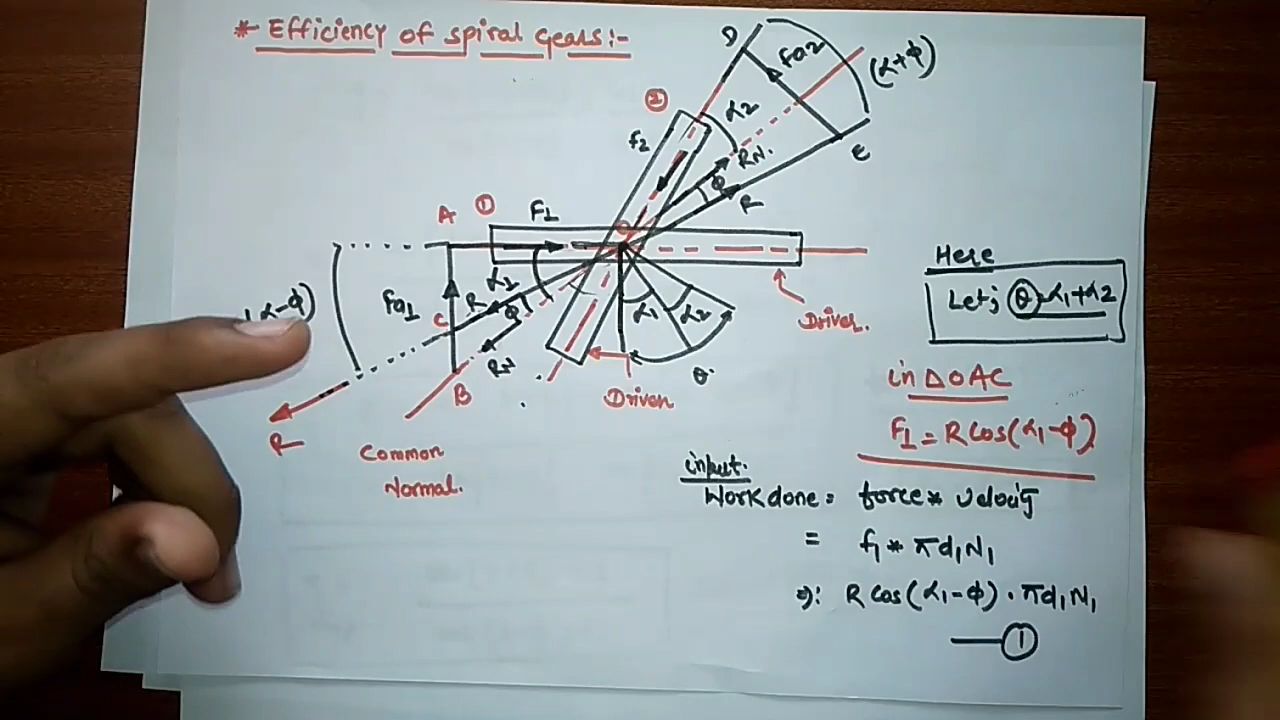 * Efficiency of spiral Gears:-
D
Fa2
(α+φ)
②
α2
F2
RN.
E
φ
R
A
①
F1
O
Here
Let; θ=α1+α2
(α-φ)
Fa1
α1
R
C
φ
RN
α1
α2
Driver.
θ
B
Driven
R
Common
Normal.
in △OAC
F1 = R cos(α1-φ)
input.
Work done = force * Velocity
= f1 * πd1N1
⇒: R cos(α1-φ) · πd1N1
—①